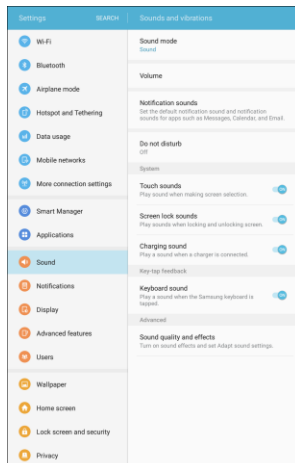 Settings
SEARCH
Wi-Fi
Bluetooth
Airplane mode
Hotspot and Tethering
Data usage
Mobile networks
More connection settings
Smart Manager
Applications
Sound
Notifications
Display
Advanced features
Users
Wallpaper
Home screen
Lock screen and security
Privacy
Sounds and vibrations
Sound mode
Sound
Volume
Notification sounds
Set the default notification sound and notification
sounds for apps such as Messages, Calendar, and Email.
Do not disturb
Off
System
Touch sounds
Play sound when making screen selection.
ON
Screen lock sounds
Play sounds when locking and unlocking screen.
ON
Charging sound
Play a sound when a charger is connected.
ON
Key-tap feedback
Keyboard sound
Play a sound when the Samsung keyboard is
tapped.
ON
Advanced
Sound quality and effects
Turn on sound effects and set Adapt sound settings.